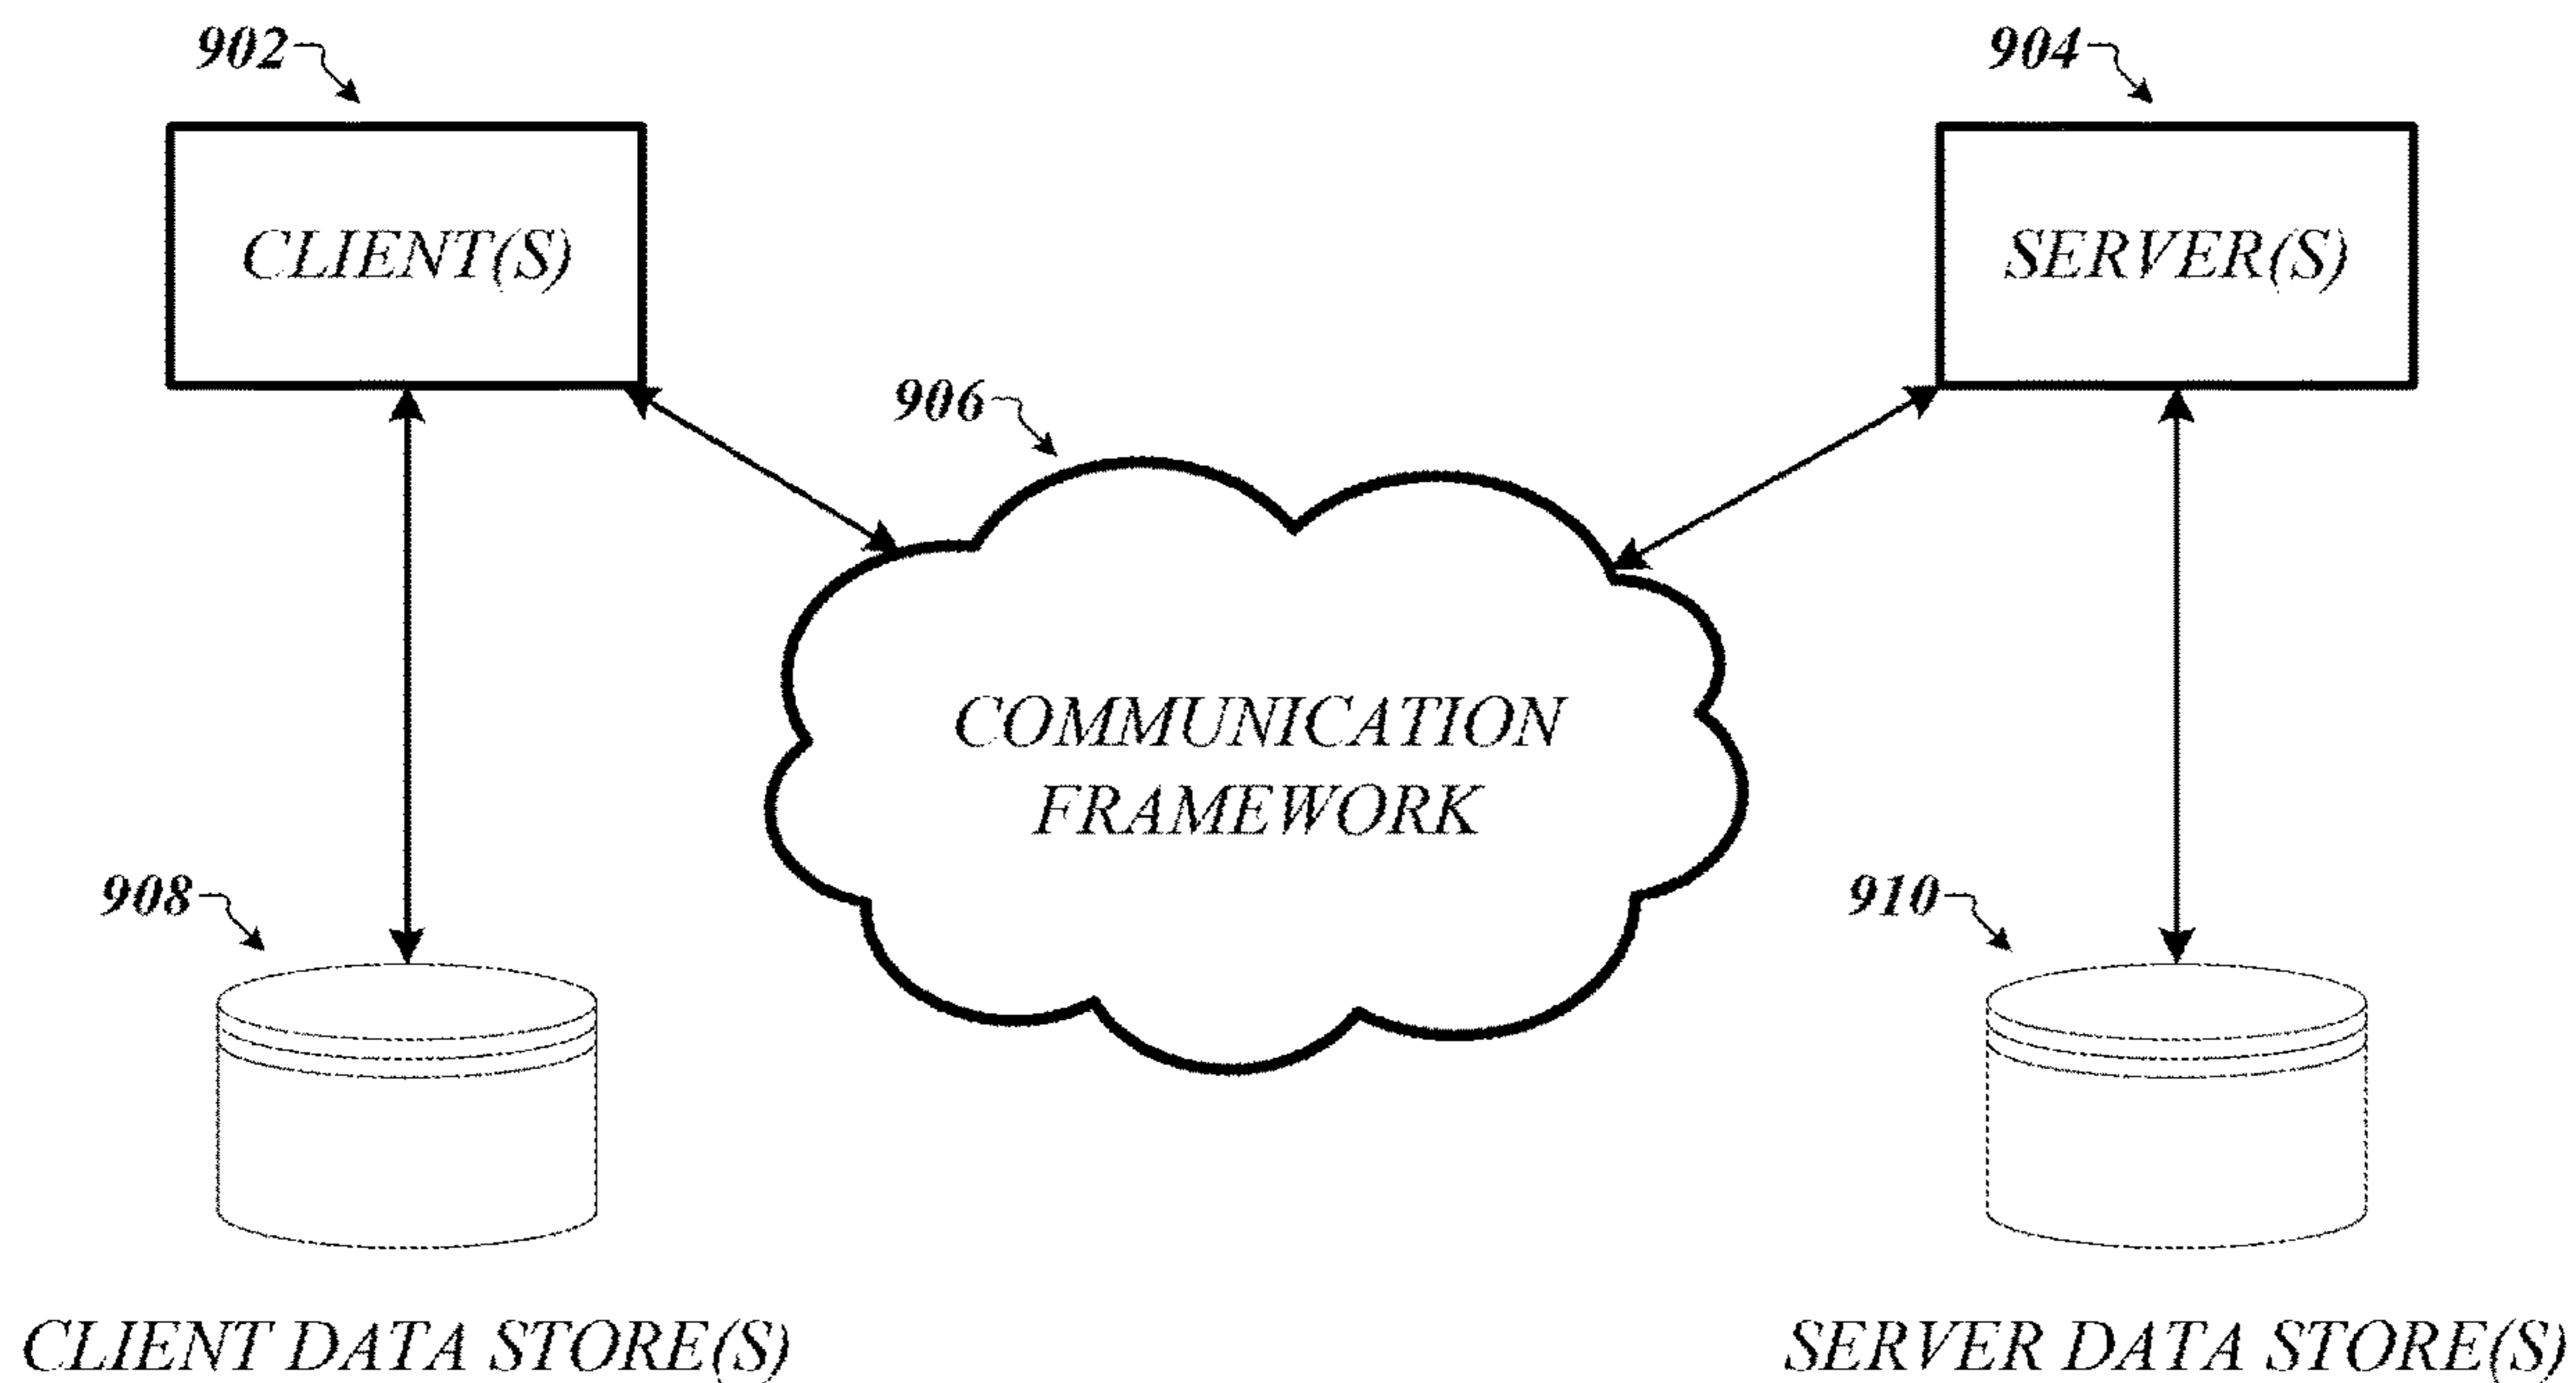 902
904
CLIENT(S)
SERVER(S)
906
COMMUNICATION
FRAMEWORK
908
910
CLIENT DATA STORE(S)
SERVER DATA STORE(S)